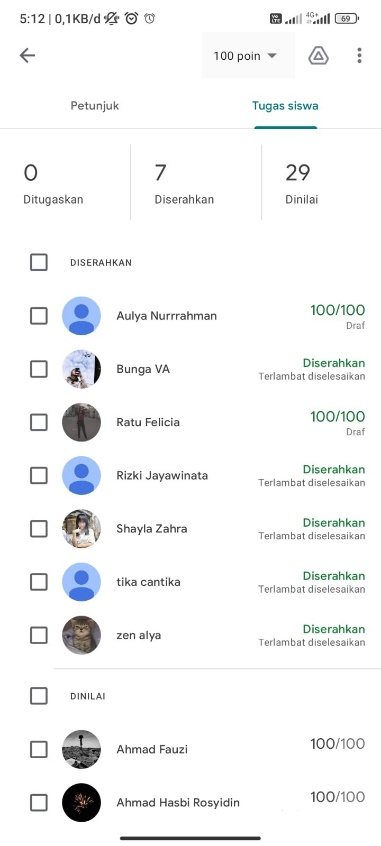 5:12 | 0,1KB/d
4G+
69
100 poin
Petunjuk
Tugas siswa
0
7
29
Ditugaskan
Diserahkan
Dinilai
DISERAHKAN
Aulya Nurrrahman
100/100
Draf
Bunga VA
Diserahkan
Terlambat diselesaikan
Ratu Felicia
100/100
Draf
Rizki Jayawinata
Diserahkan
Terlambat diselesaikan
Shayla Zahra
Diserahkan
Terlambat diselesaikan
tika cantika
Diserahkan
Terlambat diselesaikan
zen alya
Diserahkan
Terlambat diselesaikan
DINILAI
Ahmad Fauzi
100/100
Ahmad Hasbi Rosyidin
100/100